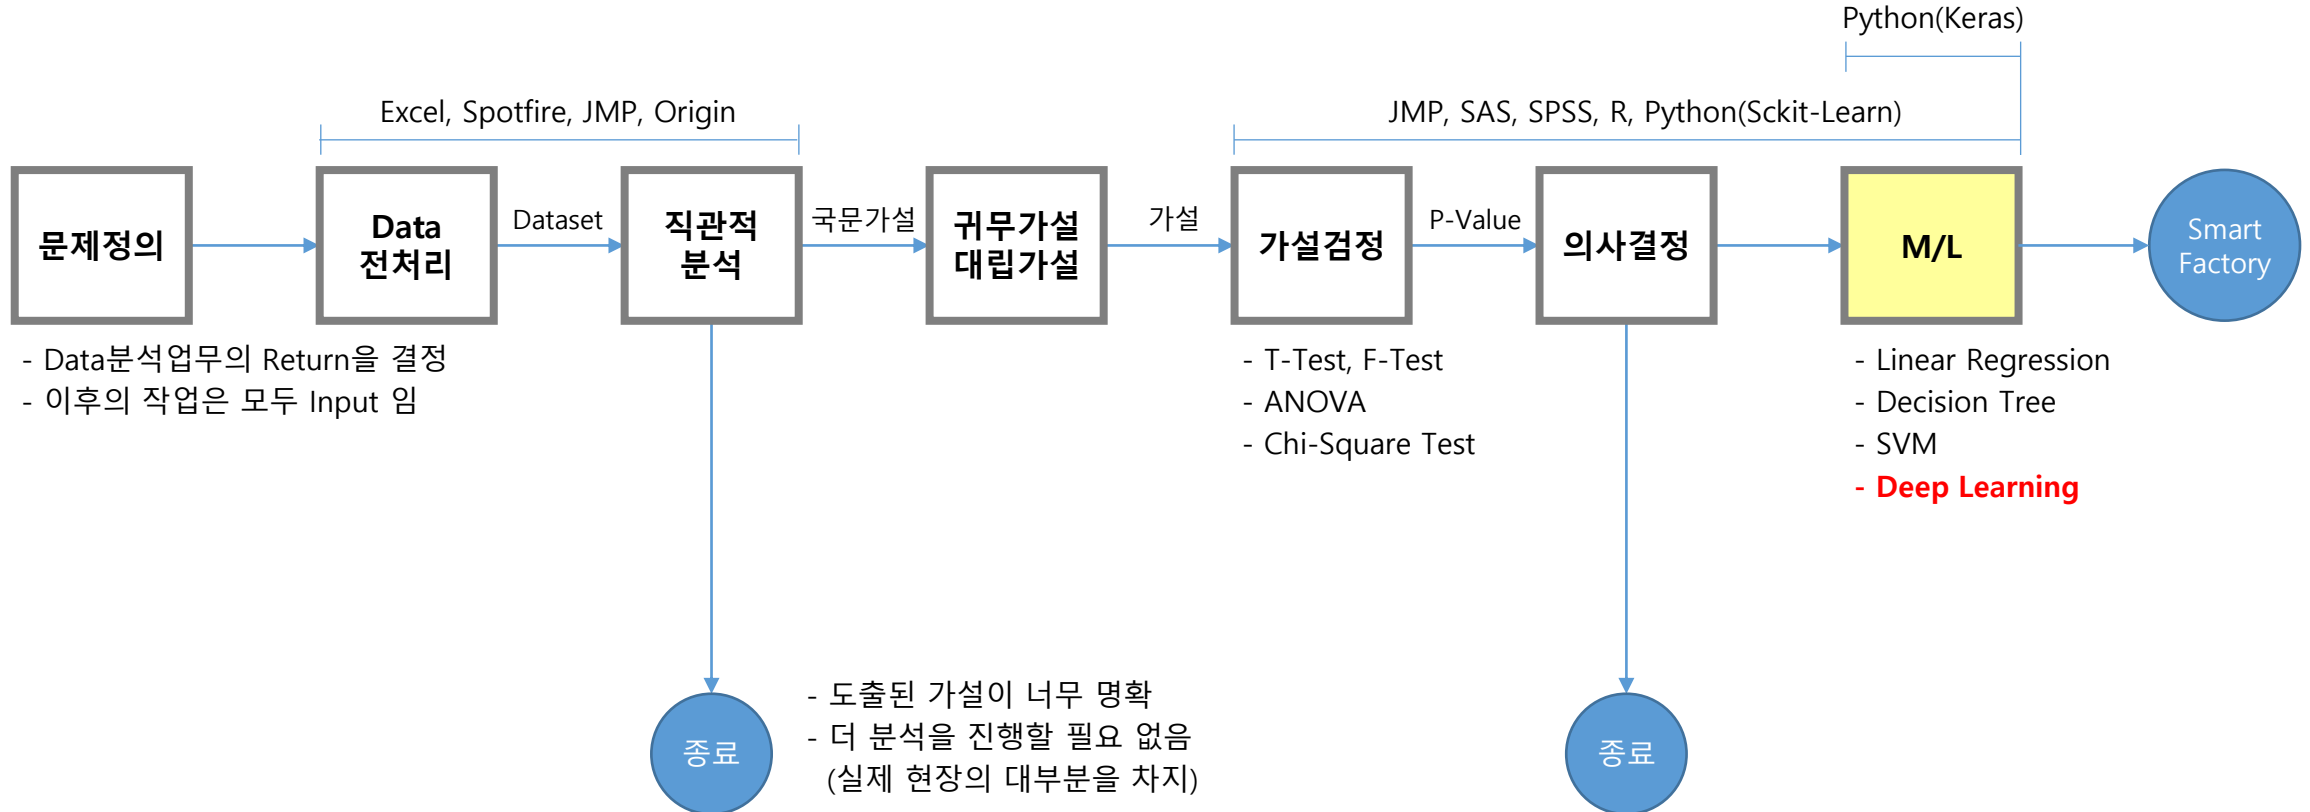 Python(Keras)
Excel, Spotfire, JMP, Origin
JMP, SAS, SPSS, R, Python(Sckit-Learn)
문제정의
Data
전처리
Dataset
직관적
분석
국문가설
귀무가설
대립가설
가설
가설검정
P-Value
의사결정
M/L
Smart
Factory
- Data분석업무의 Return을 결정
- 이후의 작업은 모두 Input 임
- T-Test, F-Test
- ANOVA
- Chi-Square Test
- Linear Regression
- Decision Tree
- SVM
- Deep Learning
종료
- 도출된 가설이 너무 명확
- 더 분석을 진행할 필요 없음
(실제 현장의 대부분을 차지)
종료